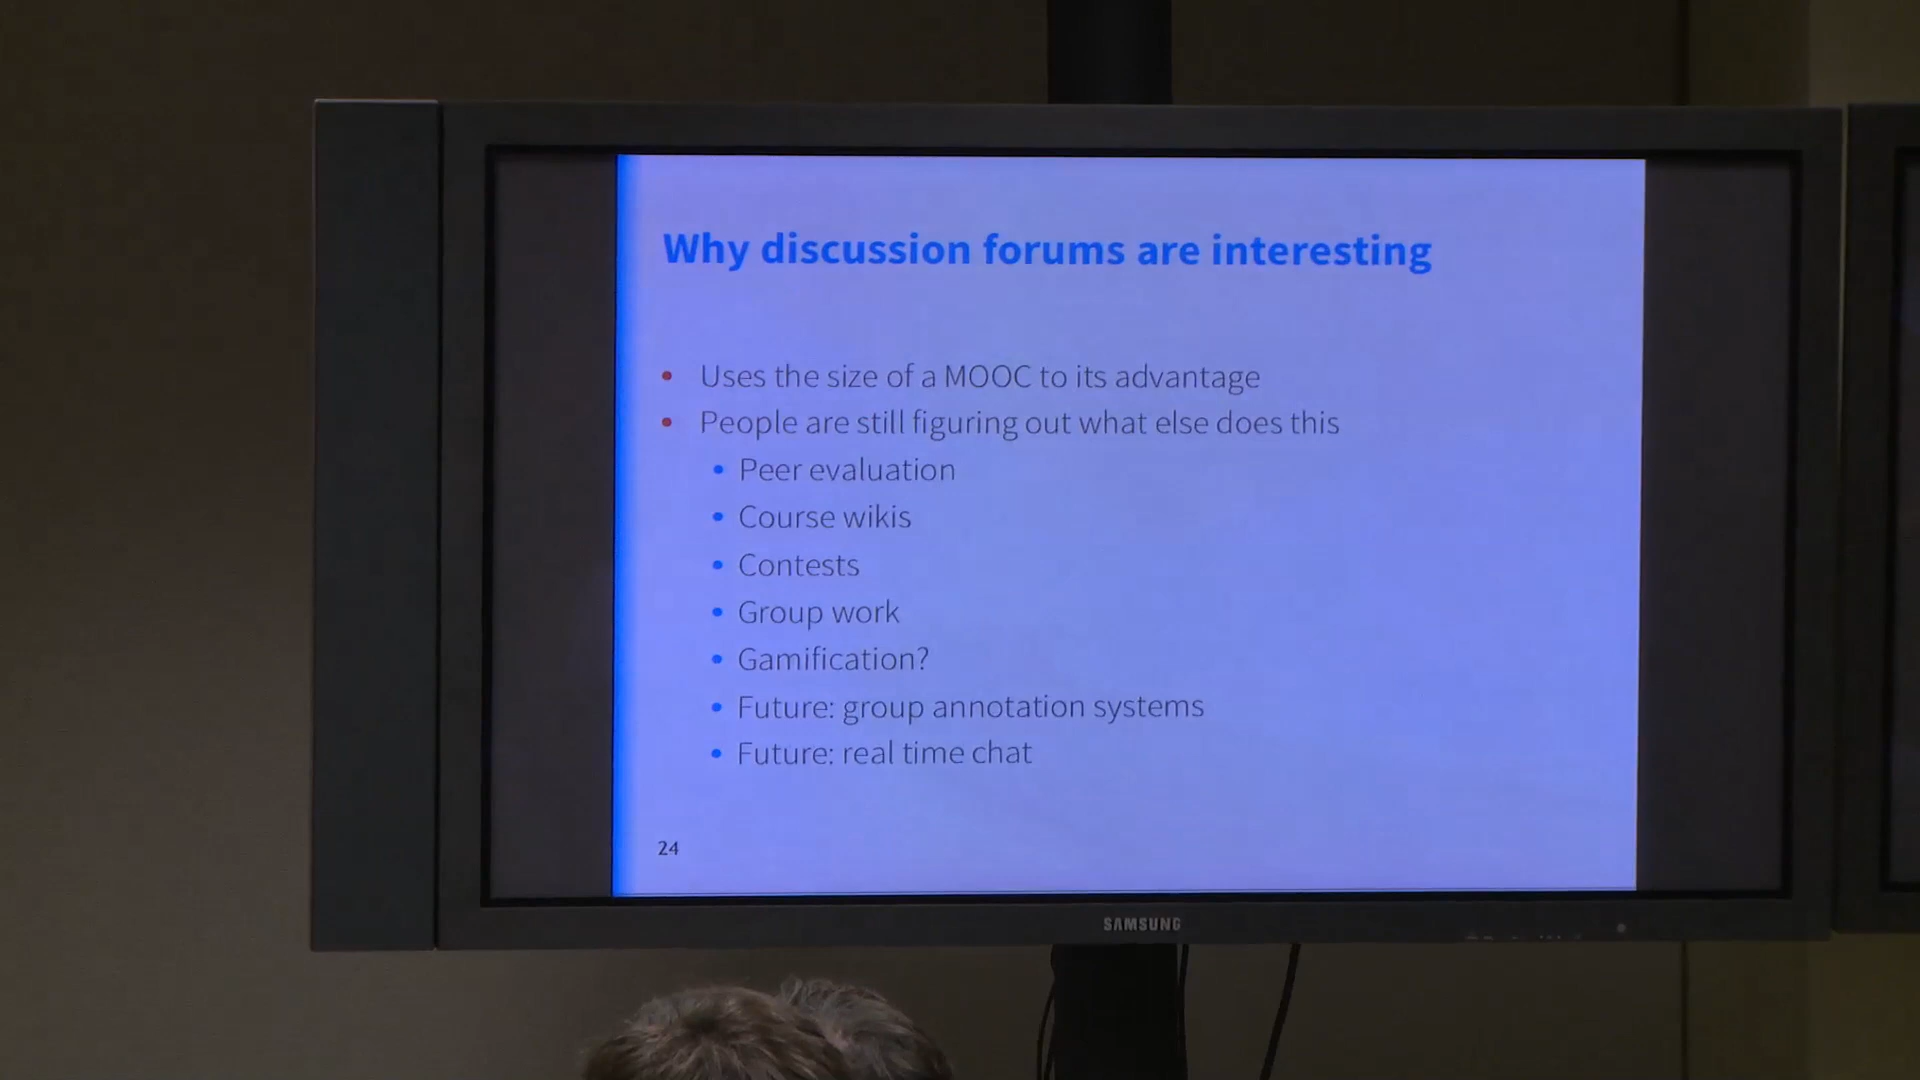 Why discussion forums are interesting
• Uses the size of a MOOC to its advantage
• People are still figuring out what else does this
• Peer evaluation
• Course wikis
• Contests
• Group work
• Gamification?
• Future: group annotation systems
• Future: real time chat
24
SAMSUNG